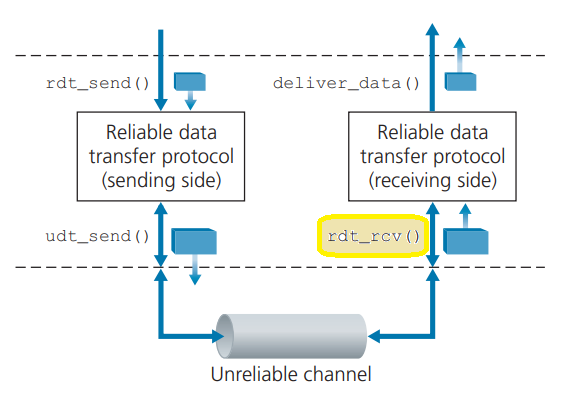 rdt_send()
deliver_data()
Reliable data
transfer protocol
(sending side)
Reliable data
transfer protocol
(receiving side)
udt_send()
rdt_rcv()
Unreliable channel